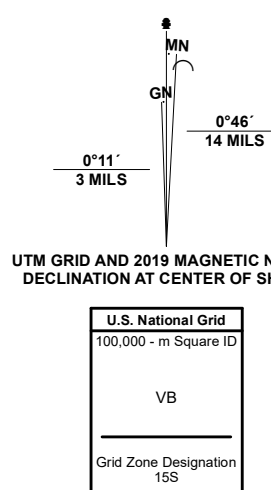 MN
GN
0°46´
14 MILS
0°11´
3 MILS
UTM GRID AND 2019 MAGNETIC
DECLINATION AT CENTER OF
U.S. National Grid
100,000 - m Square ID
VB
Grid Zone Designation
15S